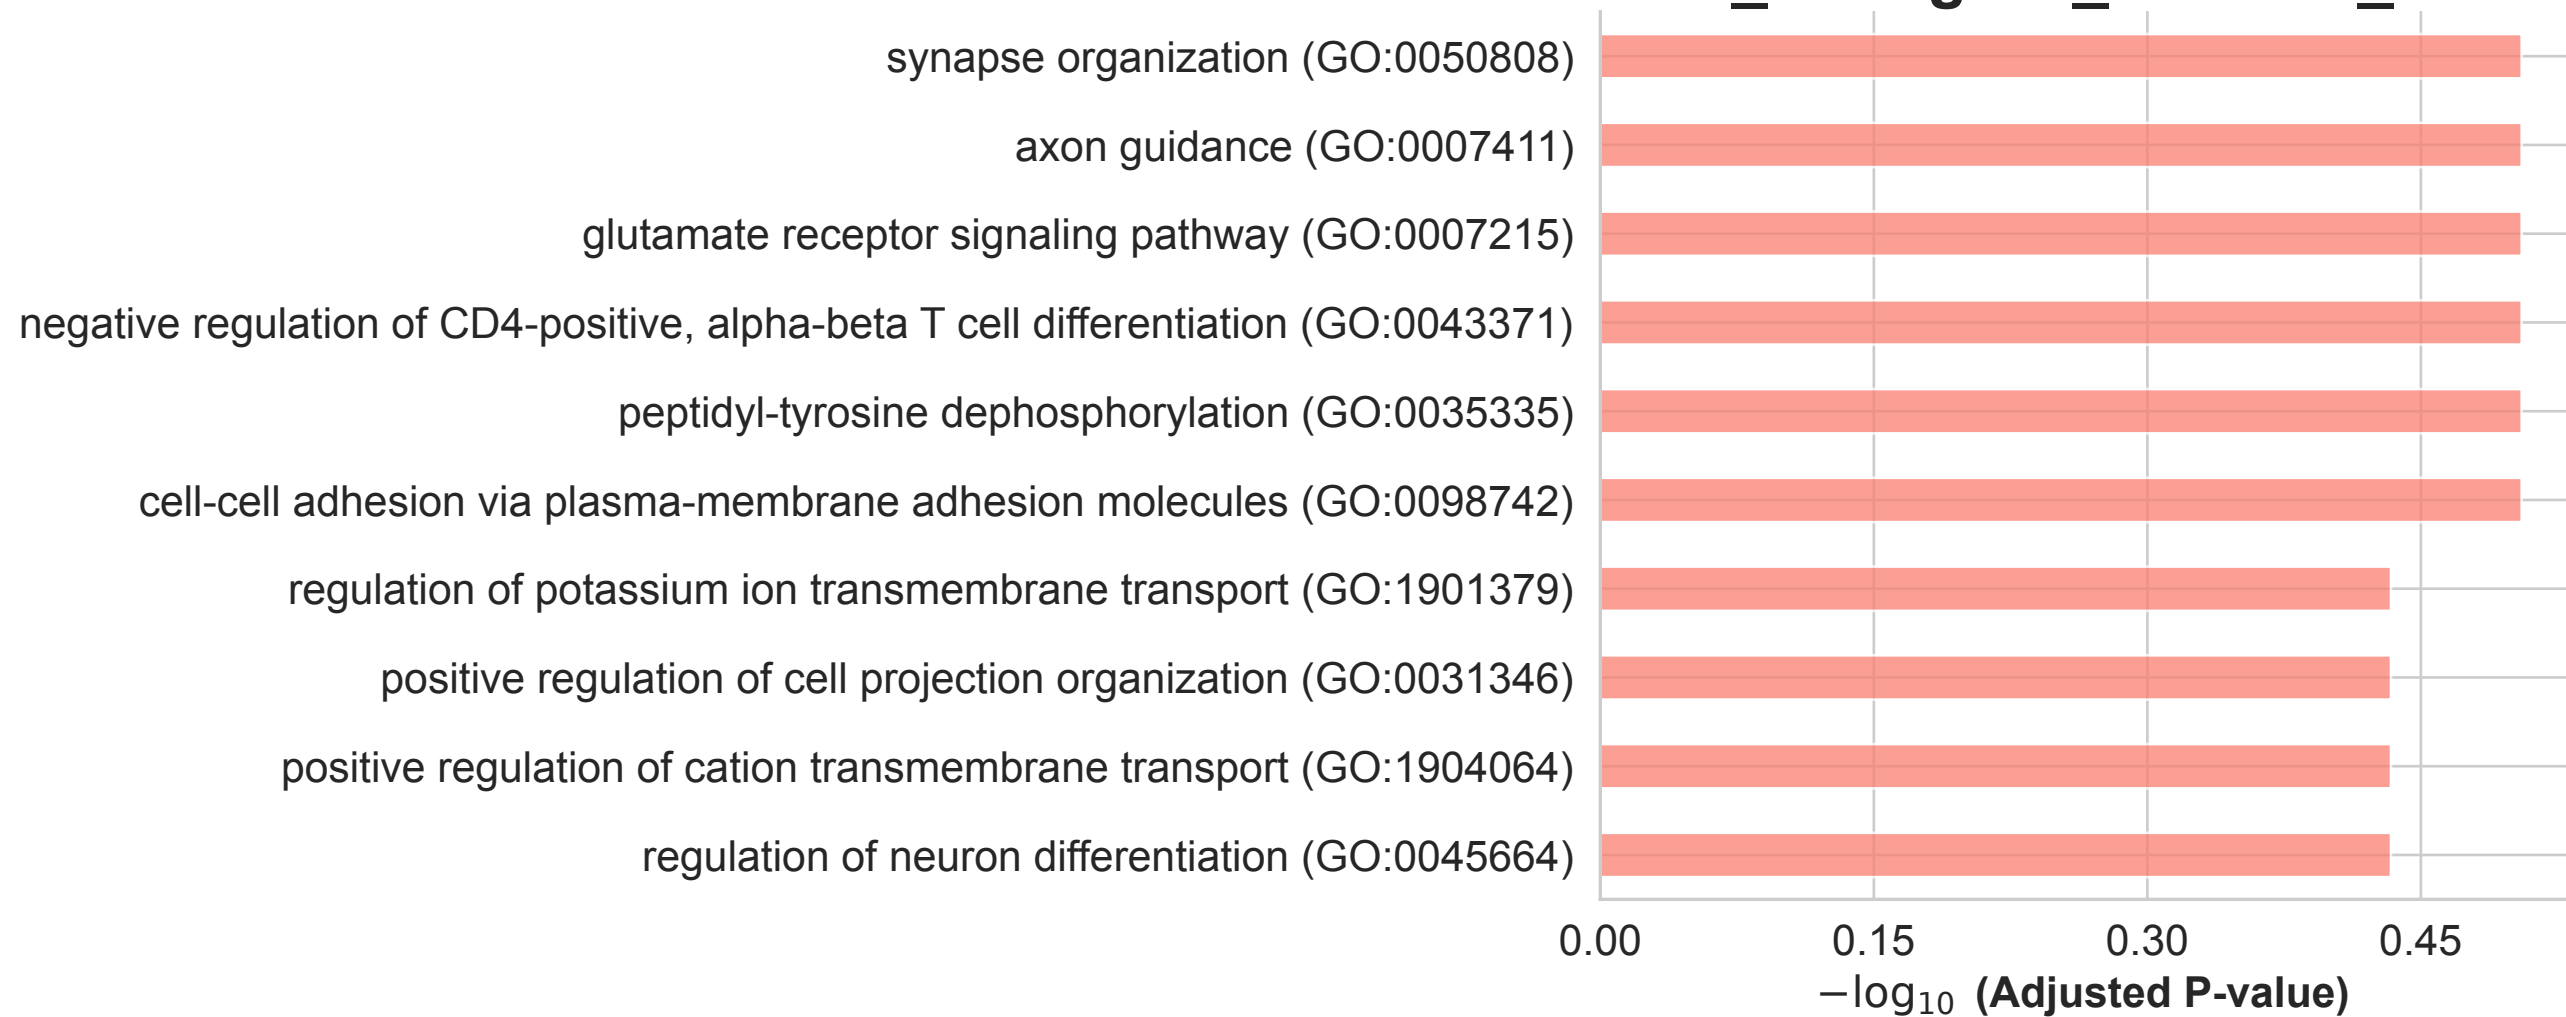 synapse organization (GO:0050808)
axon guidance (GO:0007411)
glutamate receptor signaling pathway (GO:0007215)
negative regulation of CD4-positive, alpha-beta T cell differentiation (GO:0043371)
peptidyl-tyrosine dephosphorylation (GO:0035335)
cell-cell adhesion via plasma-membrane adhesion molecules (GO:0098742)
regulation of potassium ion transmembrane transport (GO:1901379)
positive regulation of cell projection organization (GO:0031346)
positive regulation of cation transmembrane transport (GO:1904064)
regulation of neuron differentiation (GO:0045664)
0.00 0.15 0.30 0.45
−log₁₀ (Adjusted P-value)